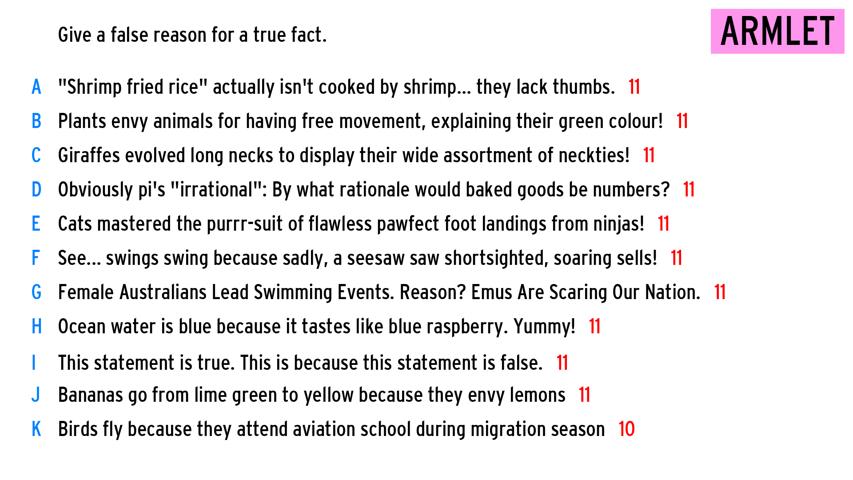 Give a false reason for a true fact.
ARMLET
A "Shrimp fried rice" actually isn't cooked by shrimp... they lack thumbs. 11
B Plants envy animals for having free movement, explaining their green colour! 11
C Giraffes evolved long necks to display their wide assortment of neckties! 11
D Obviously pi's "irrational": By what rationale would baked goods be numbers? 11
E Cats mastered the purrr-suit of flawless pawfect foot landings from ninjas! 11
F See... swings swing because sadly, a seesaw saw shortsighted, soaring sells! 11
G Female Australians Lead Swimming Events. Reason? Emus Are Scaring Our Nation. 11
H Ocean water is blue because it tastes like blue raspberry. Yummy! 11
I This statement is true. This is because this statement is false. 11
J Bananas go from lime green to yellow because they envy lemons 11
K Birds fly because they attend aviation school during migration season 10